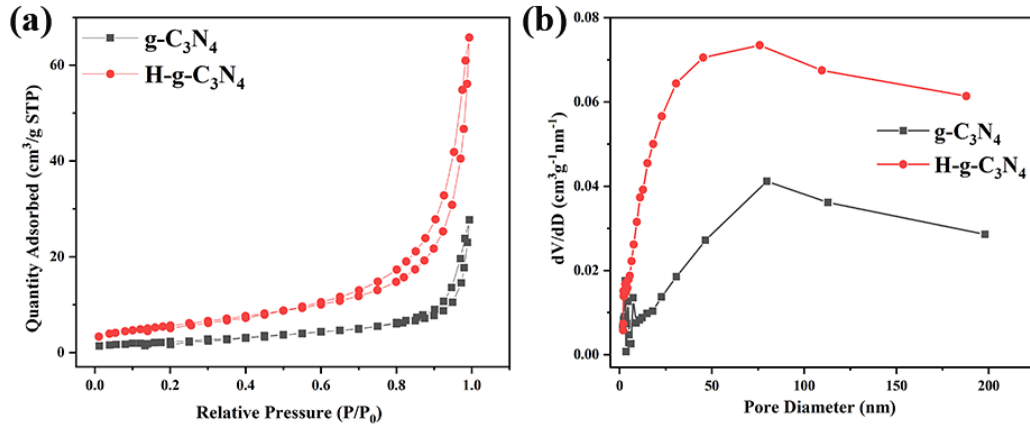 (a)
g-C₃N₄
H-g-C₃N₄
Quantity Adsorbed (cm³/g STP)
60
40
20
0
0.0 0.2 0.4 0.6 0.8 1.0
Relative Pressure (P/P₀)
(b)
g-C₃N₄
H-g-C₃N₄
dV/dD (cm³g⁻¹nm⁻¹)
0.08
0.06
0.04
0.02
0.00
0 50 100 150 200
Pore Diameter (nm)